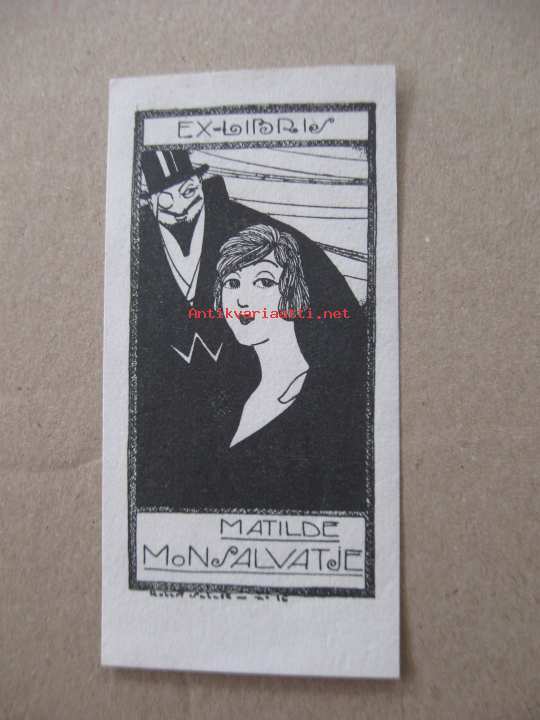 EX-LIBRIS
Antikvariaatti.net
MATILDE
MONSALVATJE